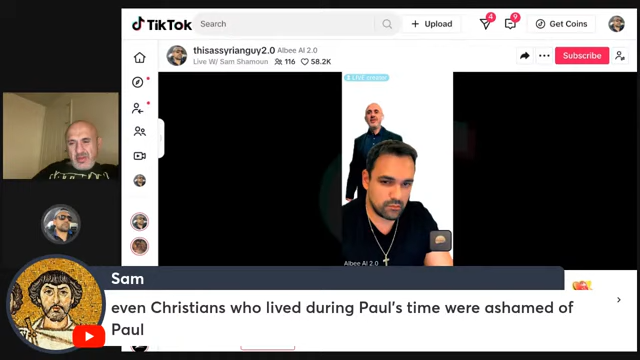 TikTok
Search
+ Upload
4
9
Get Coins
thisassyrianguy2.0 Albee AI 2.0
Live W/ Sam Shamoun 116 58.2K
Subscribe
LIVE creator
Albee AI 2.0
Sam
even Christians who lived during Paul's time were ashamed of
Paul